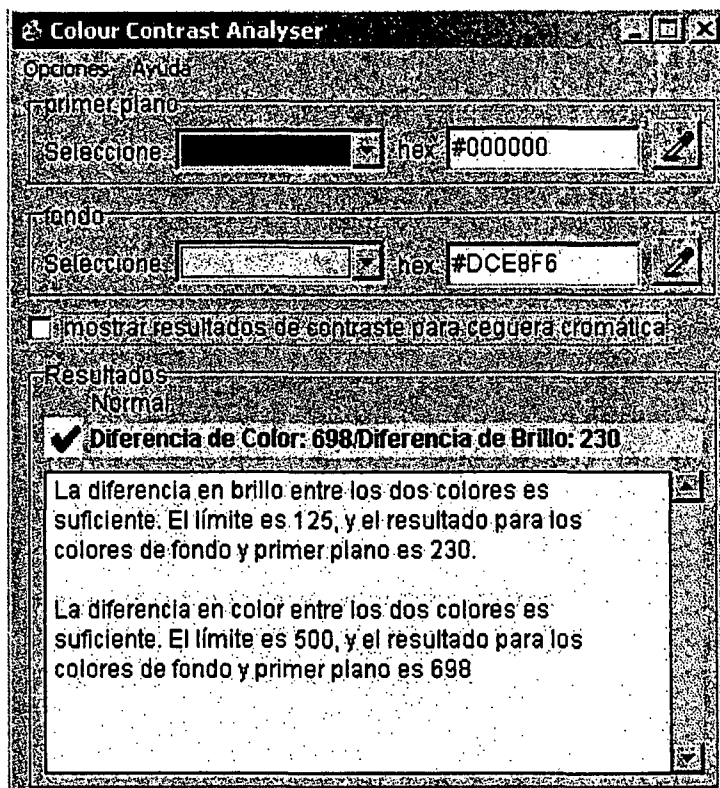 Colour Contrast Analyser
Opciones Ayuda
primer plano
Seleccione: hex #000000
fondo
Seleccione: hex #DCE8F6
mostrar resultados de contraste para ceguera cromática
Resultados
Normal
Diferencia de Color: 698/Diferencia de Brillo: 230
La diferencia en brillo entre los dos colores es
suficiente. El límite es 125, y el resultado para los
colores de fondo y primer plano es 230.
La diferencia en color entre los dos colores es
suficiente. El límite es 500, y el resultado para los
colores de fondo y primer plano es 698